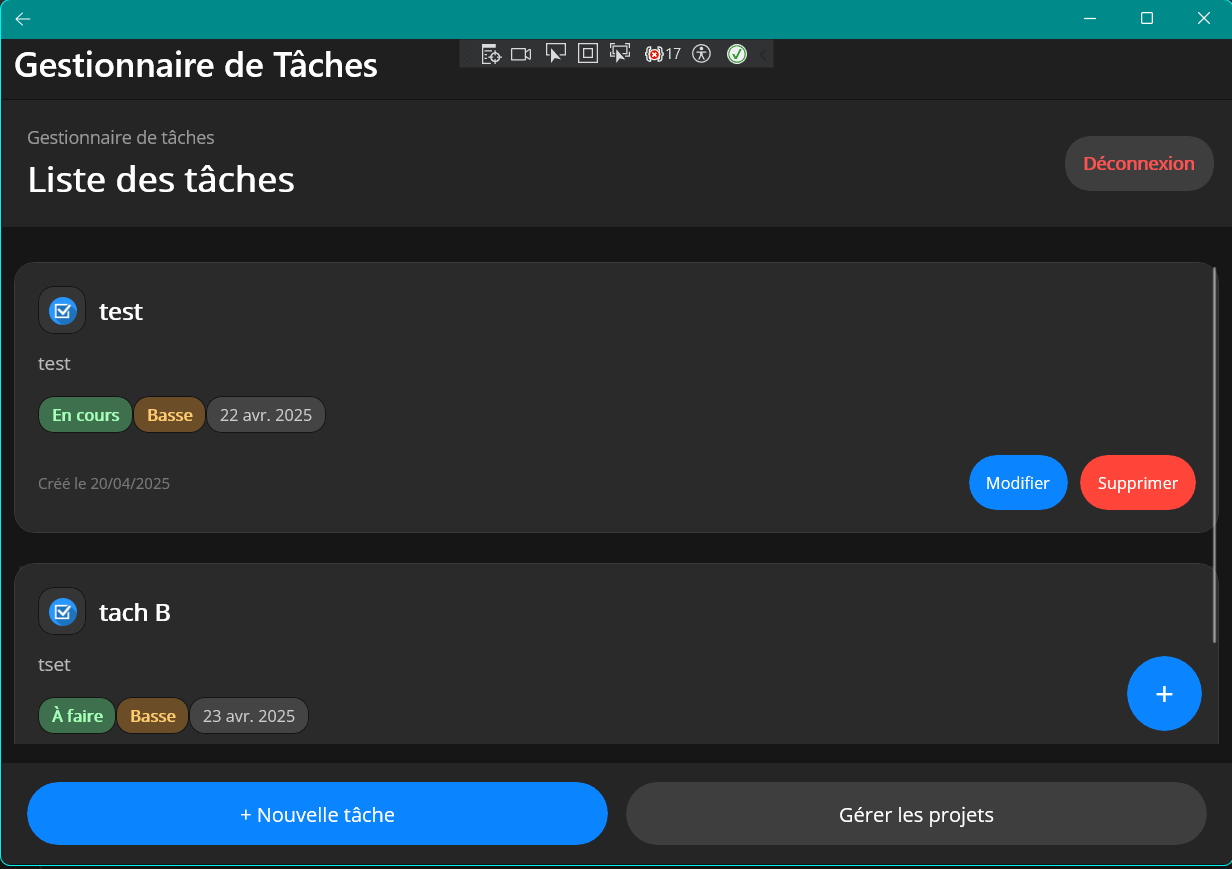 Gestionnaire de Tâches
17
Gestionnaire de tâches
Liste des tâches
Déconnexion
test
test
En cours Basse 22 avr. 2025
Créé le 20/04/2025
Modifier Supprimer
tach B
tset
À faire Basse 23 avr. 2025
+
+ Nouvelle tâche
Gérer les projets